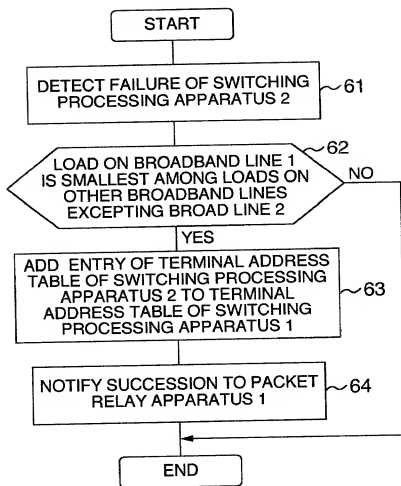 START
DETECT FAILURE OF SWITCHING
PROCESSING APPARATUS 2
61
62
LOAD ON BROADBAND LINE 1
IS SMALLEST AMONG LOADS ON
OTHER BROADBAND LINES
EXCEPTING BROAD LINE 2
NO
YES
ADD ENTRY OF TERMINAL ADDRESS
TABLE OF SWITCHING PROCESSING
APPARATUS 2 TO TERMINAL
ADDRESS TABLE OF SWITCHING
PROCESSING APPARATUS 1
63
NOTIFY SUCCESSION TO PACKET
RELAY APPARATUS 1
64
END